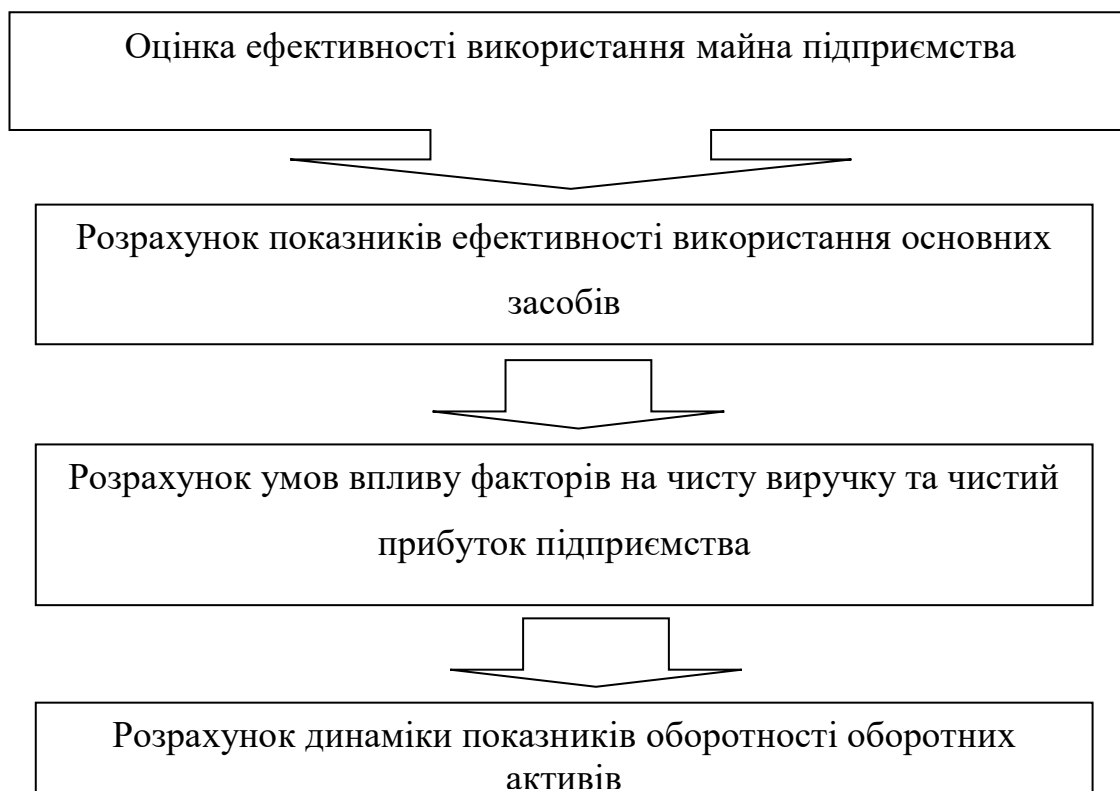 Оцінка ефективності використання майна підприємства
Розрахунок показників ефективності використання основних
засобів
Розрахунок умов впливу факторів на чисту виручку та чистий
прибуток підприємства
Розрахунок динаміки показників оборотності оборотних
активів